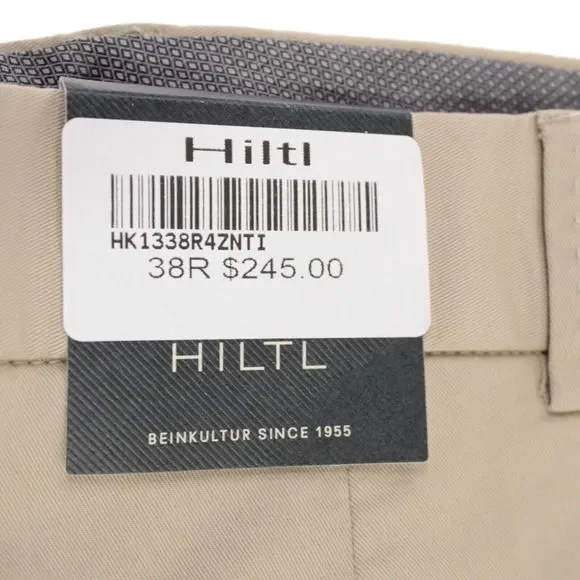 Hiltl
HK1338R4ZNTI
38R $245.00
HILTL
BEINKULTUR SINCE 1955